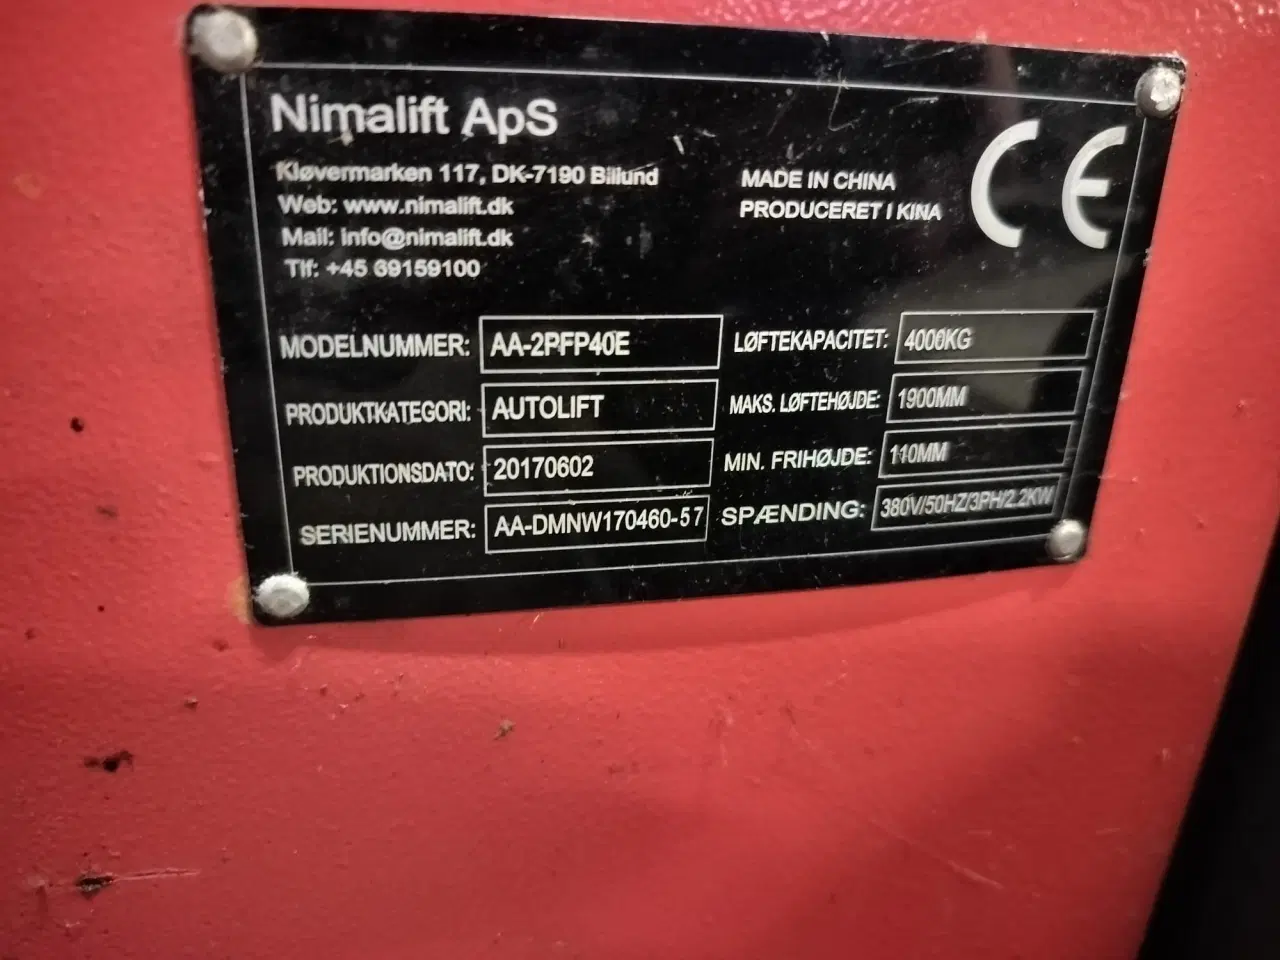 Nimalift ApS
Kløvermarken 117, DK-7190 Billund
Web: www.nimalift.dk
Mail: info@nimalift.dk
Tlf: +45 69159100
MADE IN CHINA
PRODUCERET I KINA
CE
MODELNUMMER: AA-2PFP40E
PRODUKTKATEGORI: AUTOLIFT
PRODUKTIONSDATO: 20170602
SERIENUMMER: AA-DMNW170460-57
LØFTEKAPACITET: 4000KG
MAKS. LØFTEHØJDE: 1900MM
MIN. FRIHØJDE: 110MM
SPÆNDING: 380V/50HZ/3PH/2.2KW